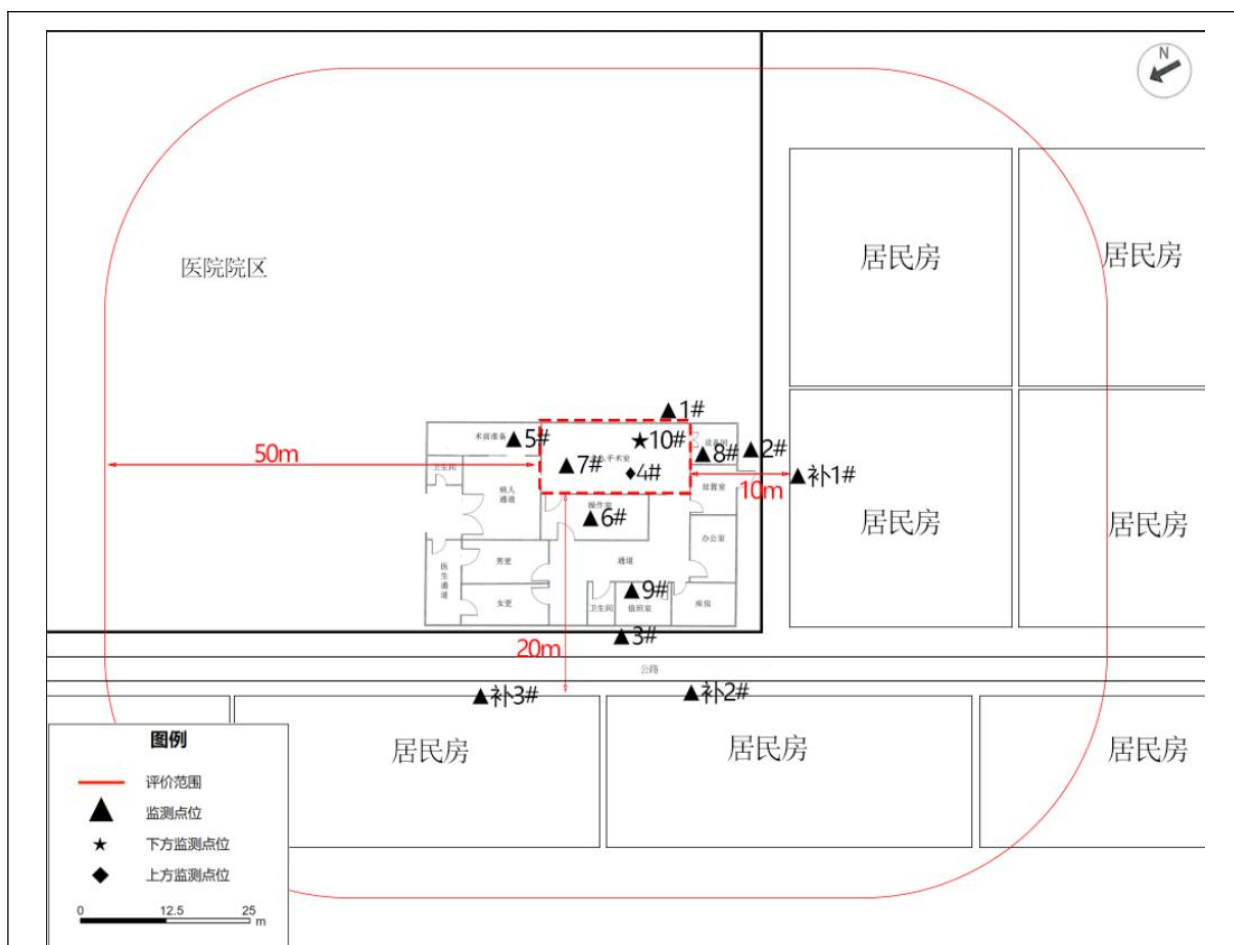 N
居民房
居民房
医院院区
▲1#
术前准备
▲5#
★10#
设备间
▲8#
▲2#
手术室
▲7#
◆4#
50m
卫生间
▲补1#
10m
处置室
病人
通道
操作室
▲6#
居民房
居民房
办公室
医生通道
男更
通道
▲9#
女更
卫生间
值班室
库房
▲3#
20m
公路
▲补3#
▲补2#
居民房
居民房
居民房
图例
评价范围
▲ 监测点位
★ 下方监测点位
◆ 上方监测点位
0 12.5 25
m